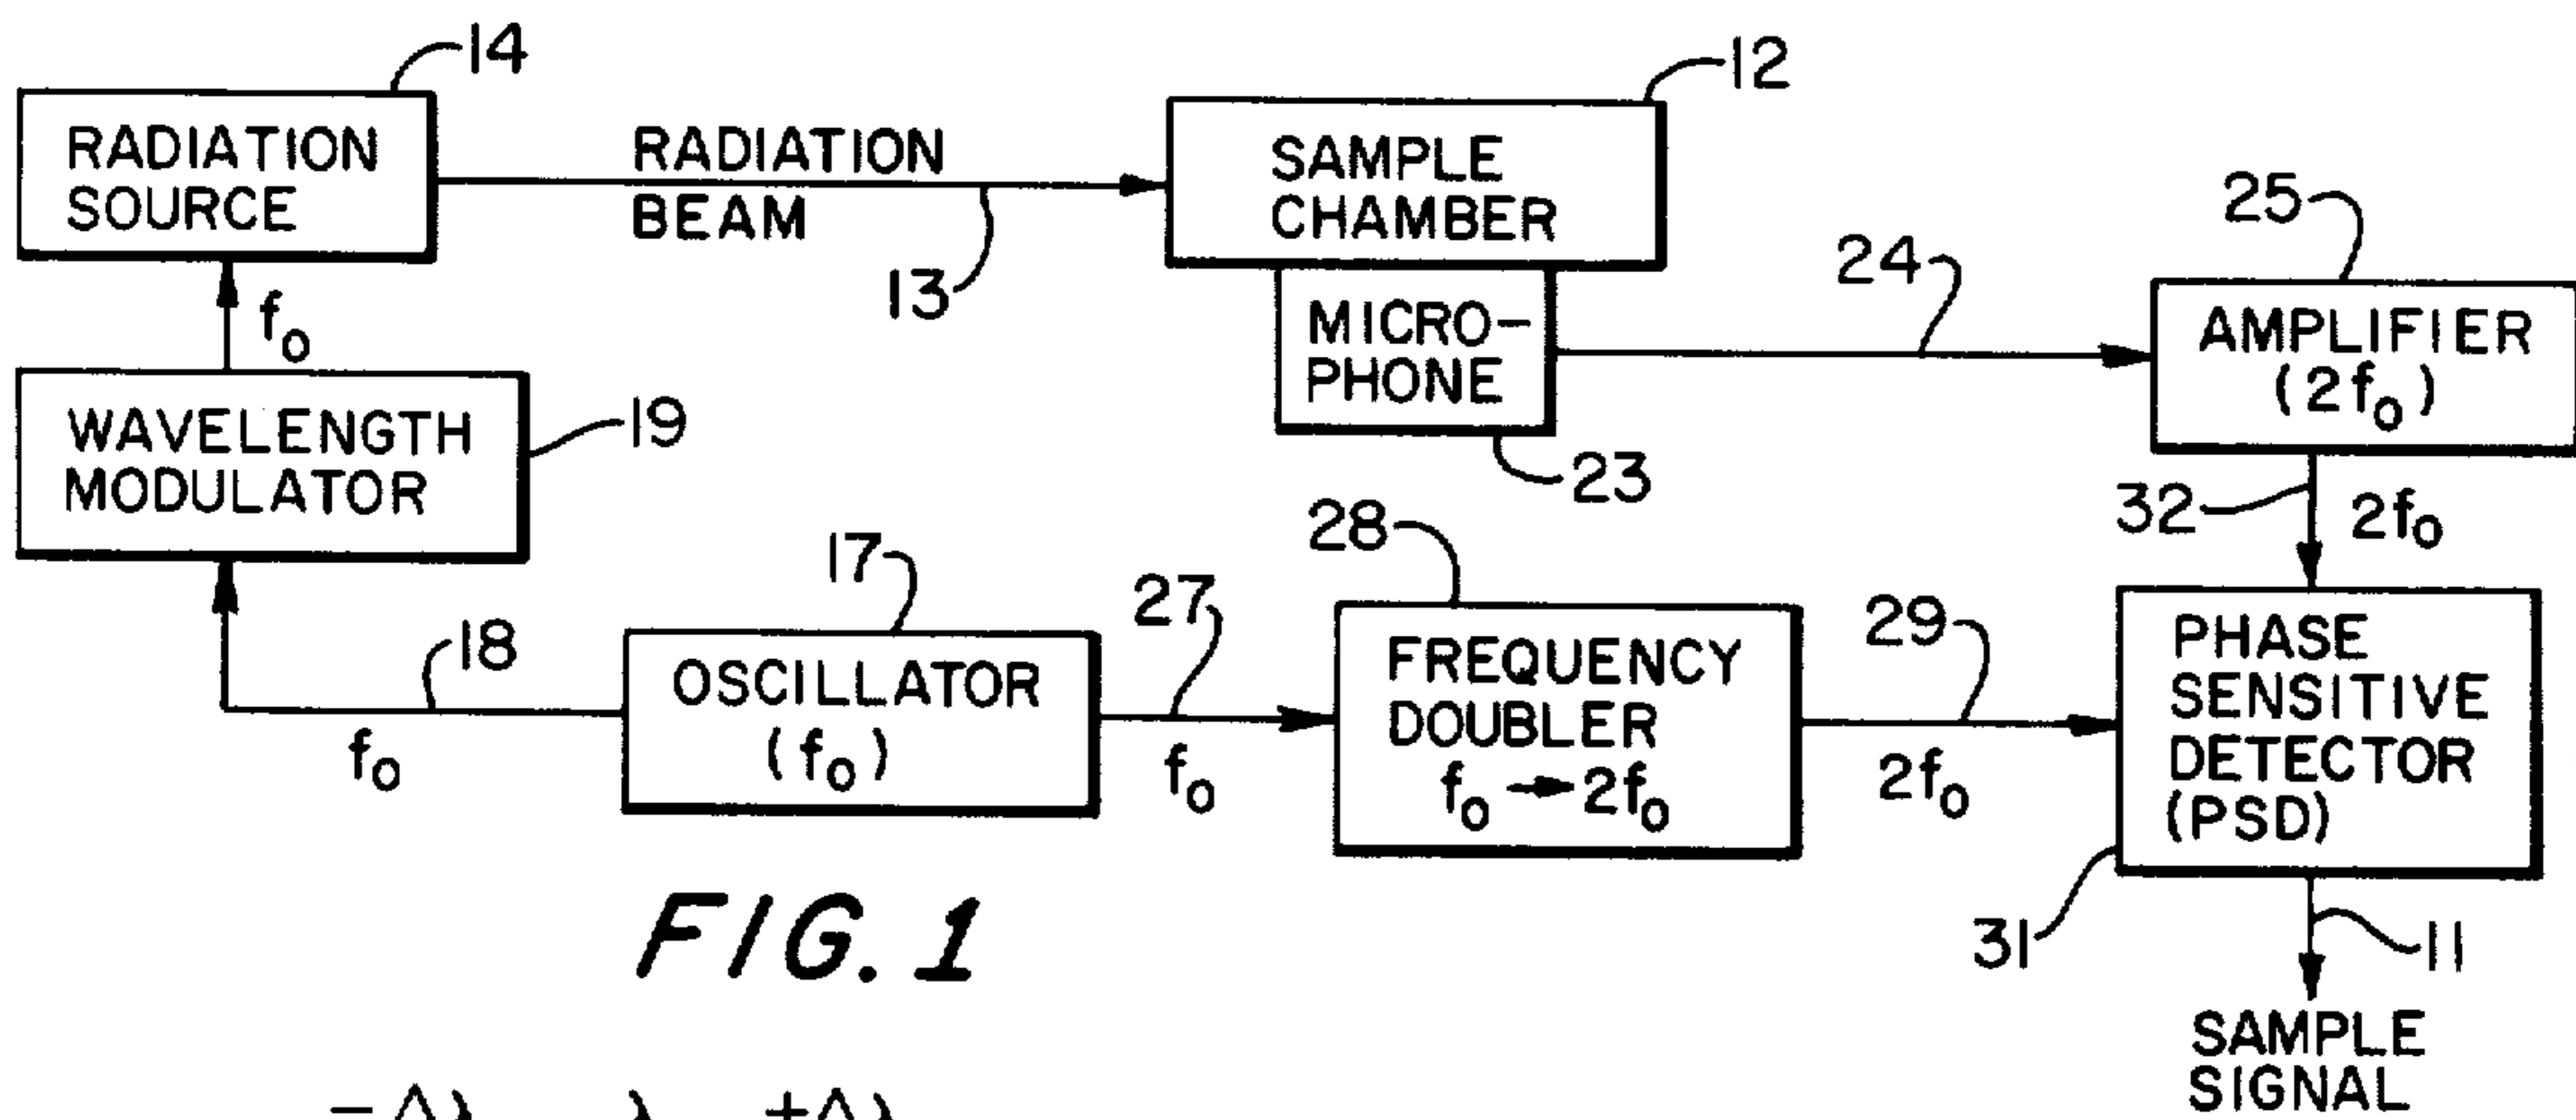 14
RADIATION
SOURCE
RADIATION
BEAM
13
12
SAMPLE
CHAMBER
MICRO-
PHONE
23
24
25
AMPLIFIER
(2f₀)
f₀
WAVELENGTH
MODULATOR
19
18
f₀
17
OSCILLATOR
(f₀)
27
f₀
28
FREQUENCY
DOUBLER
f₀→2f₀
29
2f₀
32
2f₀
PHASE
SENSITIVE
DETECTOR
(PSD)
31
11
SAMPLE
SIGNAL
FIG. 1
-Δλ λ +Δλ